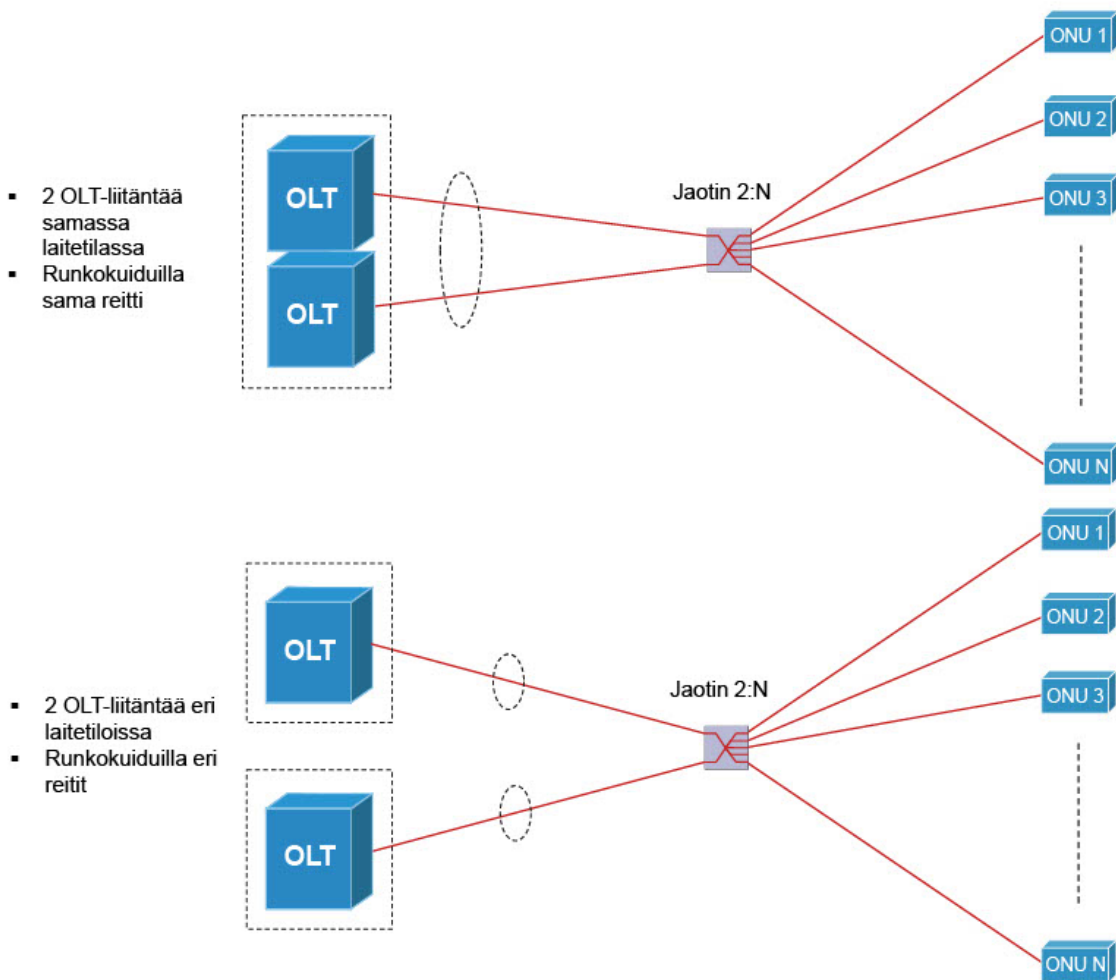 ▪ 2 OLT-liitäntää
samassa
laitetilassa
▪ Runkokuiduilla
sama reitti
OLT
OLT
Jaotin 2:N
ONU 1
ONU 2
ONU 3
ONU N
▪ 2 OLT-liitäntää eri
laitetiloissa
▪ Runkokuiduilla eri
reitit
OLT
OLT
Jaotin 2:N
ONU 1
ONU 2
ONU 3
ONU N